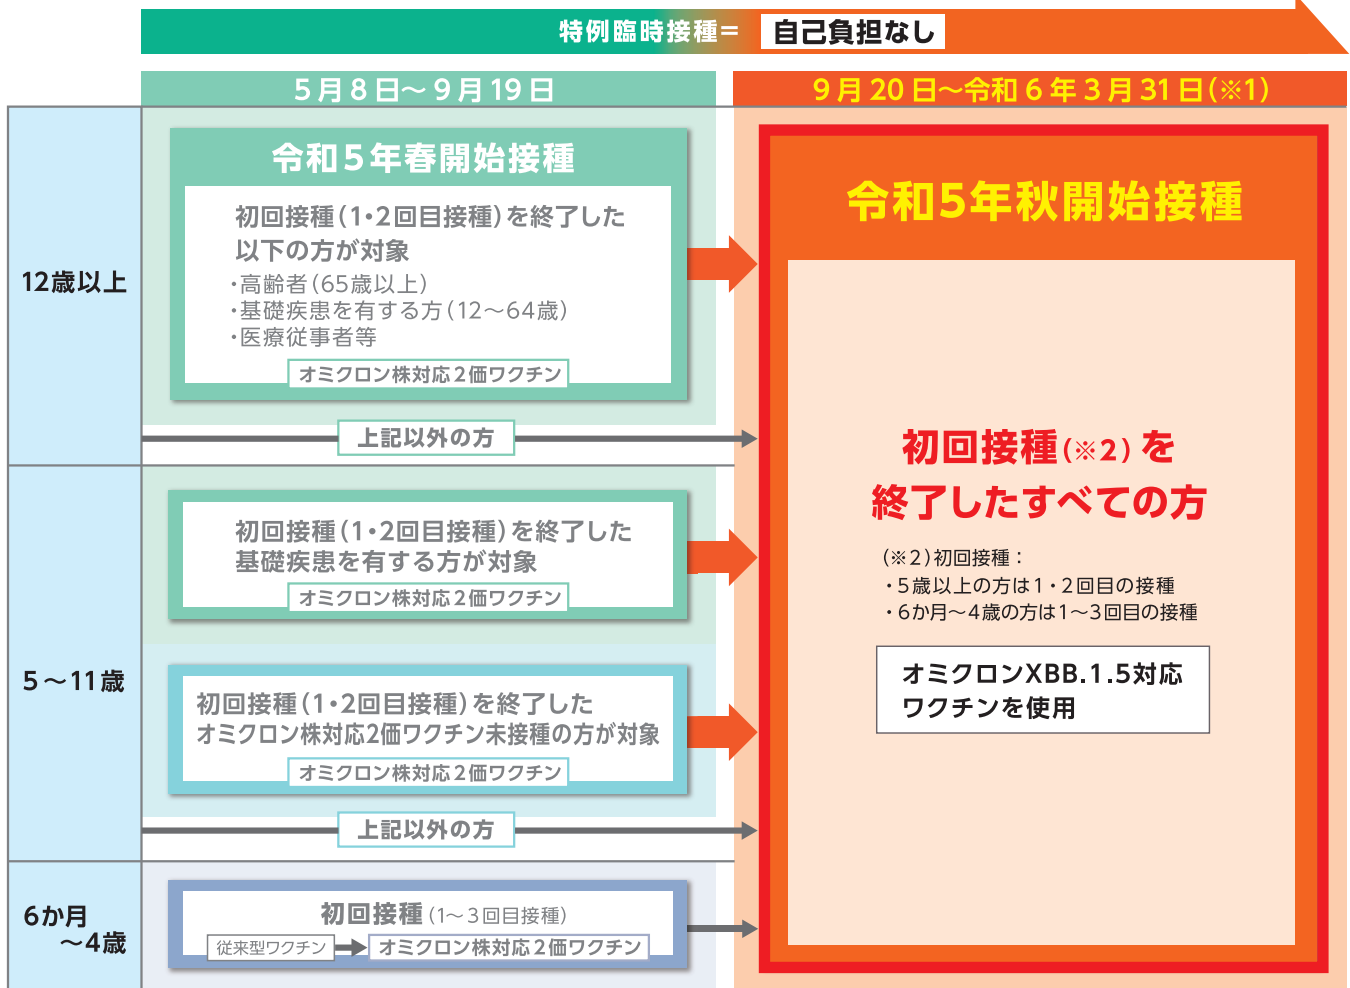 特例臨時接種＝ 自己負担なし
5月8日～9月19日
9月20日～令和6年3月31日(※1)
12歳以上
令和5年春開始接種
初回接種（1・2回目接種）を終了した
以下の方が対象
・高齢者（65歳以上）
・基礎疾患を有する方（12～64歳）
・医療従事者等
オミクロン株対応2価ワクチン
上記以外の方
5～11歳
初回接種（1・2回目接種）を終了した
基礎疾患を有する方が対象
オミクロン株対応2価ワクチン
初回接種（1・2回目接種）を終了した
オミクロン株対応2価ワクチン未接種の方が対象
オミクロン株対応2価ワクチン
上記以外の方
6か月
～4歳
初回接種（1～3回目接種）
従来型ワクチン オミクロン株対応2価ワクチン
令和5年秋開始接種
初回接種(※2)を
終了したすべての方
(※2)初回接種：
・5歳以上の方は1・2回目の接種
・6か月～4歳の方は1～3回目の接種
オミクロンXBB.1.5対応
ワクチンを使用